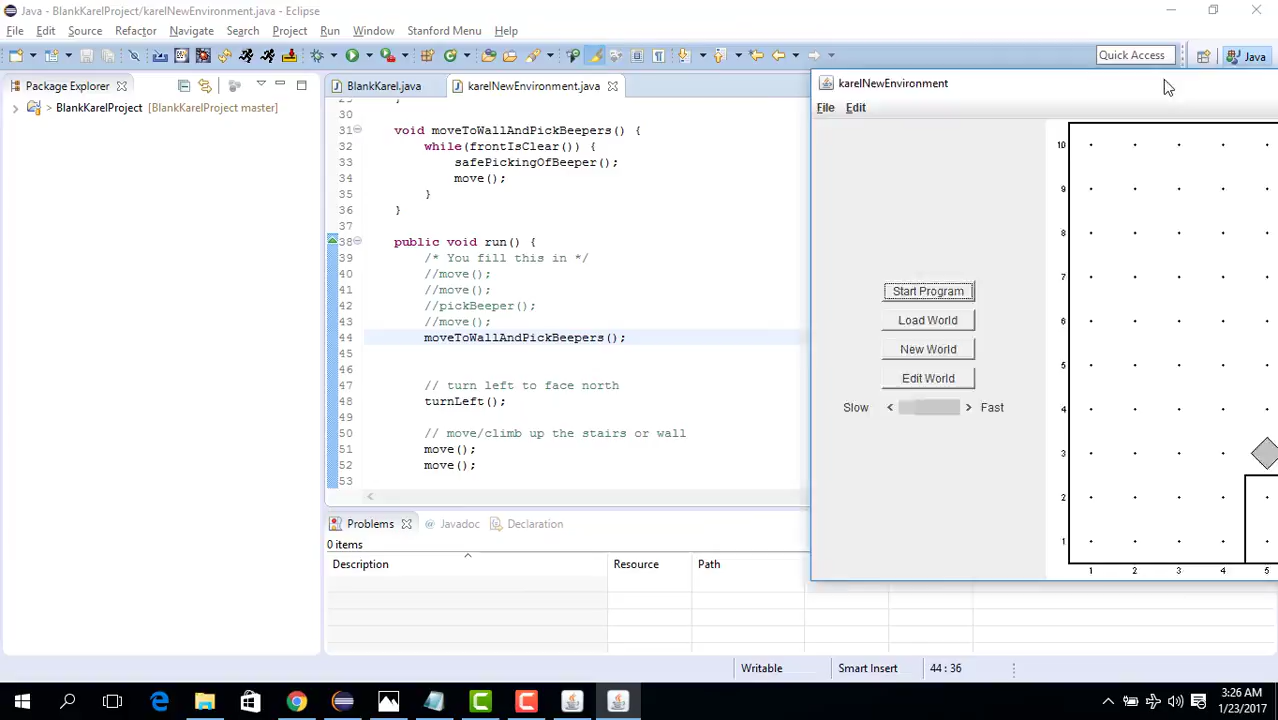 Java - BlankKarelProject/karelNewEnvironment.java - Eclipse
File Edit Source Refactor Navigate Search Project Run Window Stanford Menu Help
Quick Access Java
Package Explorer
BlankKarel.java karelNewEnvironment.java
> BlankKarelProject [BlankKarelProject master]
29 }
30
31 void moveToWallAndPickBeepers() {
32 while(frontIsClear()) {
33 safePickingOfBeeper();
34 move();
35 }
36 }
37
38 public void run() {
39 /* You fill this in */
40 //move();
41 //move();
42 //pickBeeper();
43 //move();
44 moveToWallAndPickBeepers();
45
46
47 // turn left to face north
48 turnLeft();
49
50 // move/climb up the stairs or wall
51 move();
52 move();
53
karelNewEnvironment
File Edit
Start Program
Load World
New World
Edit World
Slow < > Fast
10
9
8
7
6
5
4
3
2
1
1 2 3 4 5
Problems Javadoc Declaration
0 items
Description Resource Path
Writable Smart Insert 44 : 36
3:26 AM
1/23/2017